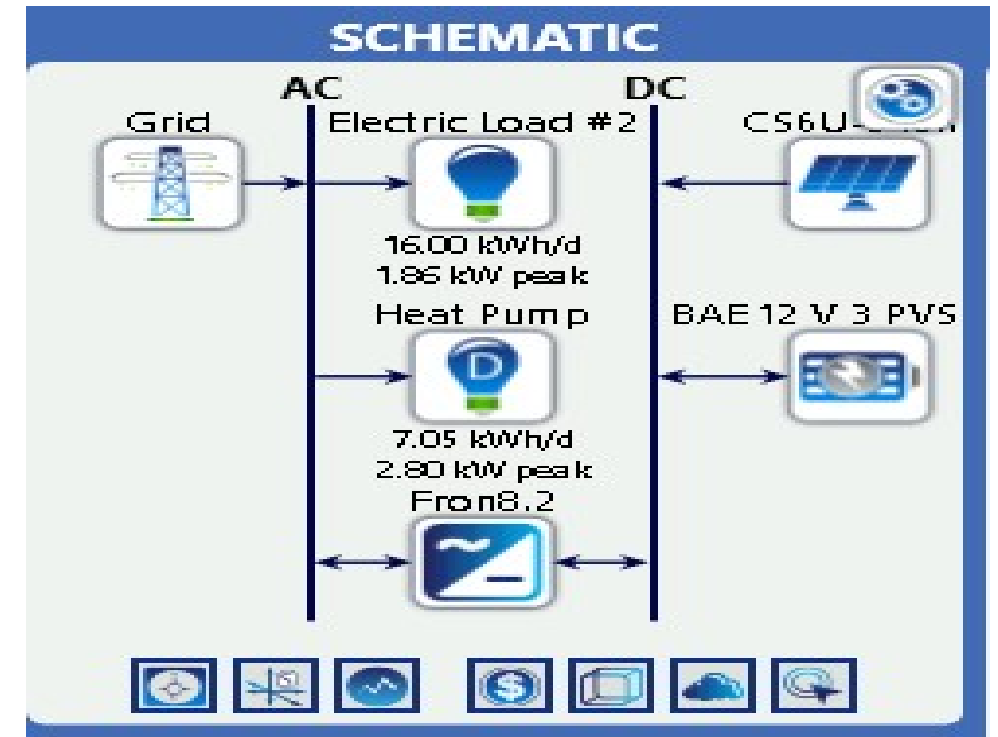 SCHEMATIC
AC
DC
Grid
Electric Load #2
CS6U-
16.00 kWh/d
1.86 kW peak
Heat Pump
BAE 12 V 3 PVS
D
7.05 kWh/d
2.80 kW peak
Fron8.2
$